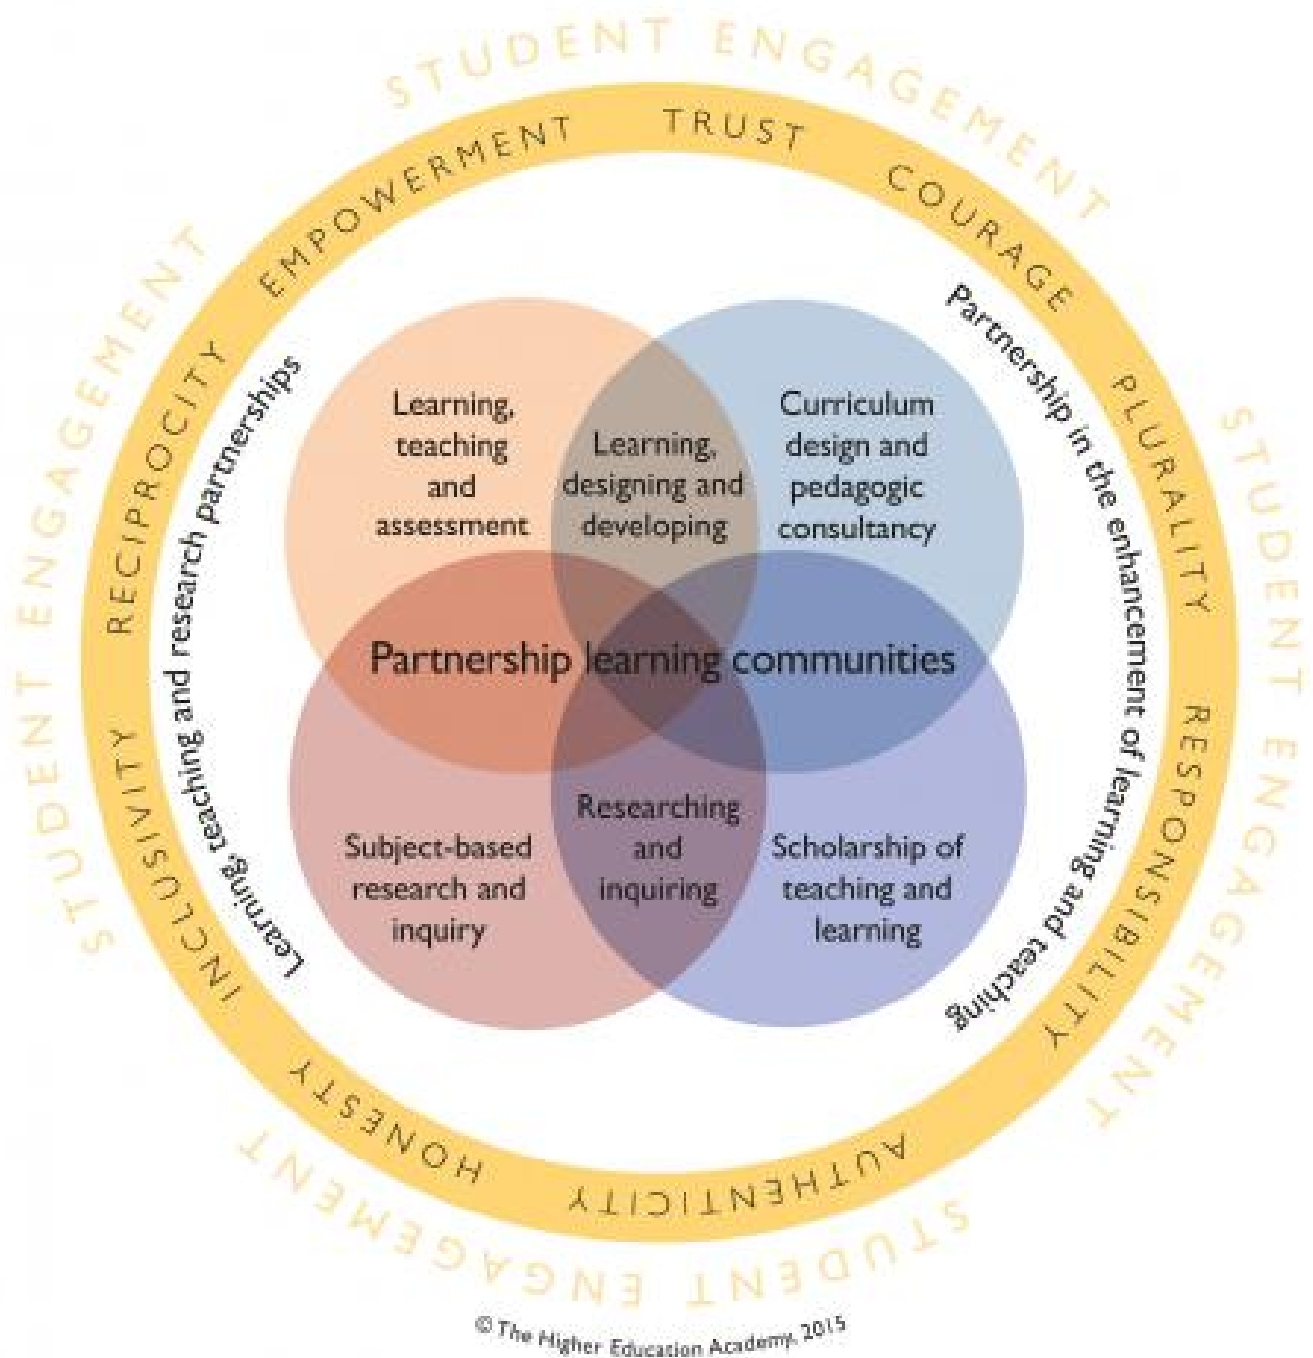 STUDENT ENGAGEMENT
STUDENT ENGAGEMENT
STUDENT ENGAGEMENT
STUDENT ENGAGEMENT
EMPOWERMENT
TRUST
COURAGE
PLURALITY
RESPONSIBILITY
AUTHENTICITY
HONESTY
INCLUSIVITY
RECIPROCITY
Learning, teaching and research partnerships
Partnership in the enhancement of learning and teaching
Learning,
teaching
and
assessment
Learning,
designing and
developing
Curriculum
design and
pedagogic
consultancy
Partnership learning communities
Subject-based
research and
inquiry
Researching
and
inquiring
Scholarship of
teaching and
learning
© The Higher Education Academy, 2015